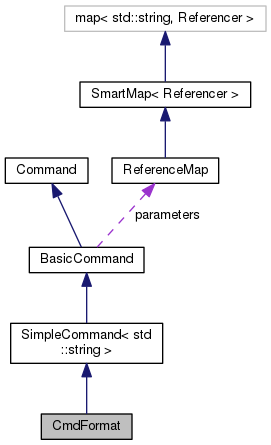 map< std::string, Referencer >
SmartMap< Referencer >
Command
ReferenceMap
parameters
BasicCommand
SimpleCommand< std
::string >
CmdFormat